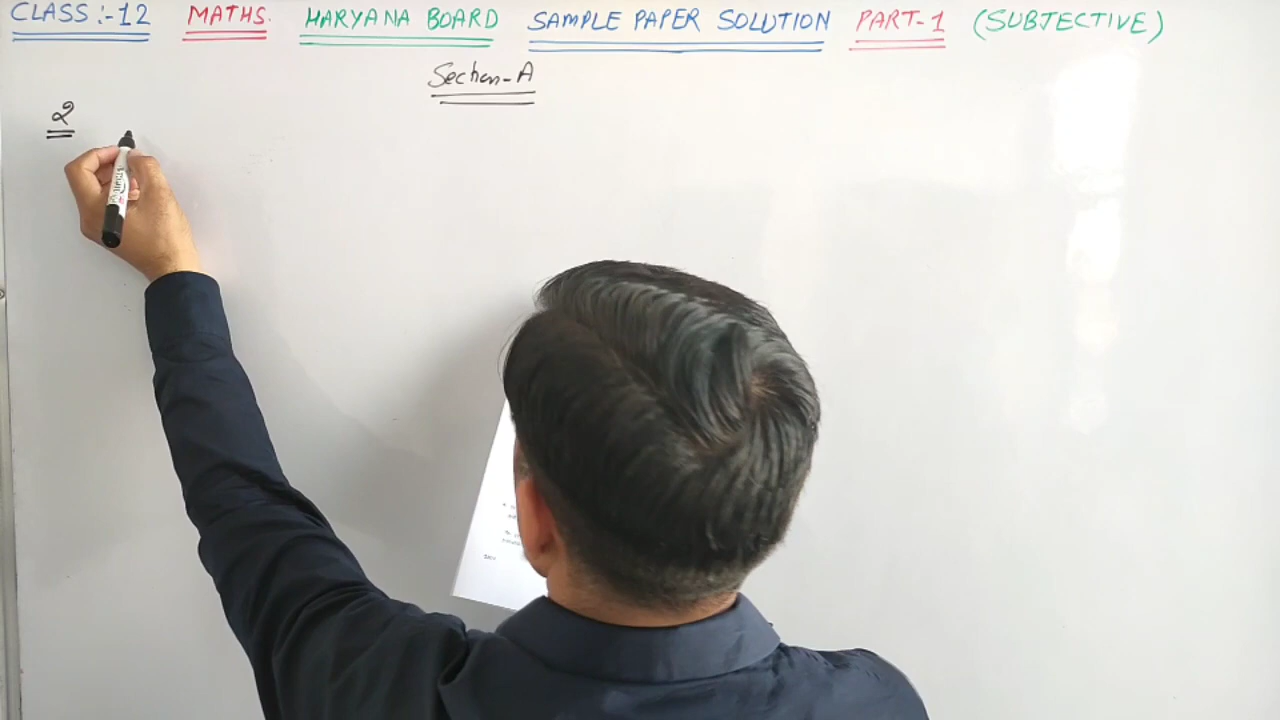 CLASS :- 12 MATHS. HARYANA BOARD SAMPLE PAPER SOLUTION PART-1 (SUBJECTIVE)
Section-A
2